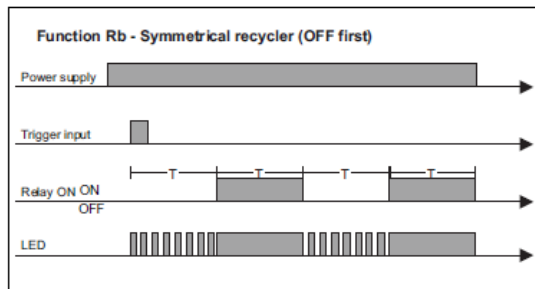 Function Rb - Symmetrical recycler (OFF first)
Power supply
Trigger input
T T T T
Relay ON ON
OFF
LED